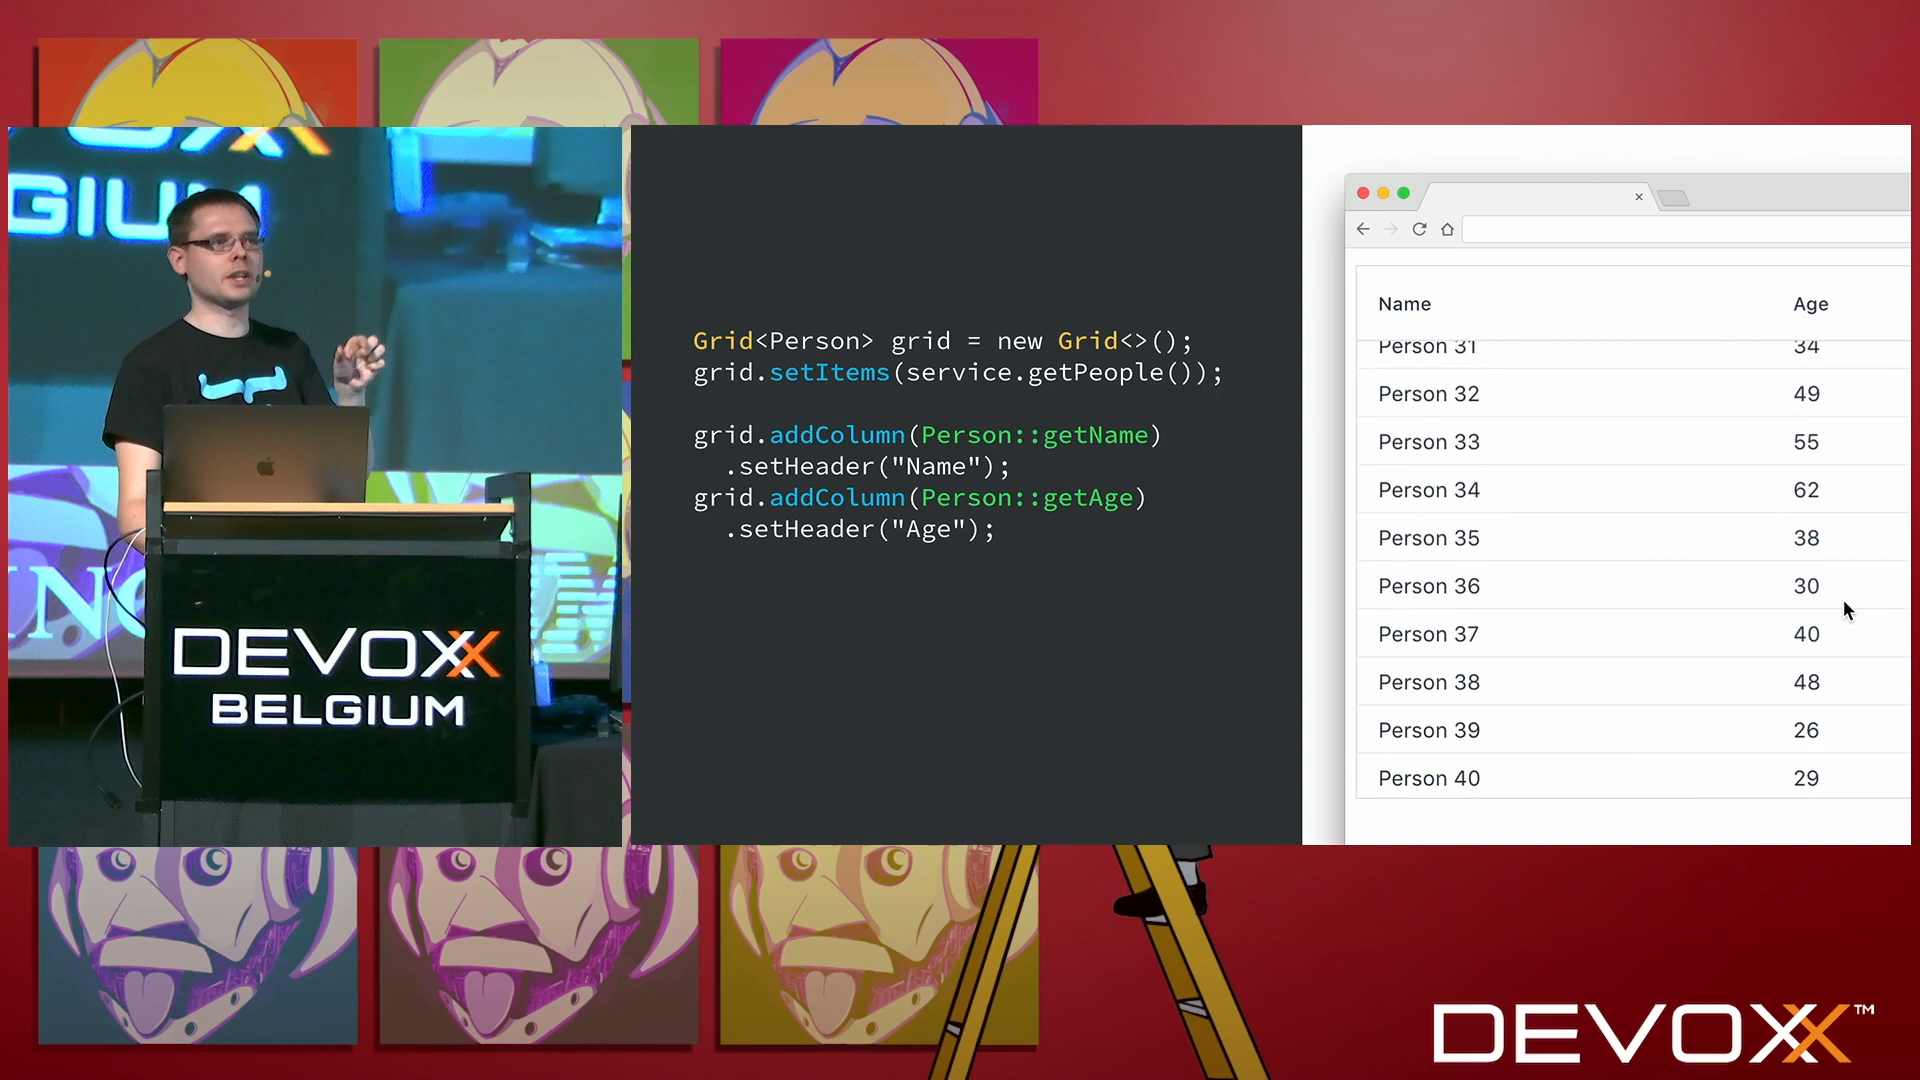 GIUM
DEVOXX
BELGIUM
Grid<Person> grid = new Grid<>();
grid.setItems(service.getPeople());
grid.addColumn(Person::getName)
.setHeader("Name");
grid.addColumn(Person::getAge)
.setHeader("Age");
Name Age
Person 31 34
Person 32 49
Person 33 55
Person 34 62
Person 35 38
Person 36 30
Person 37 40
Person 38 48
Person 39 26
Person 40 29
DEVOXX™